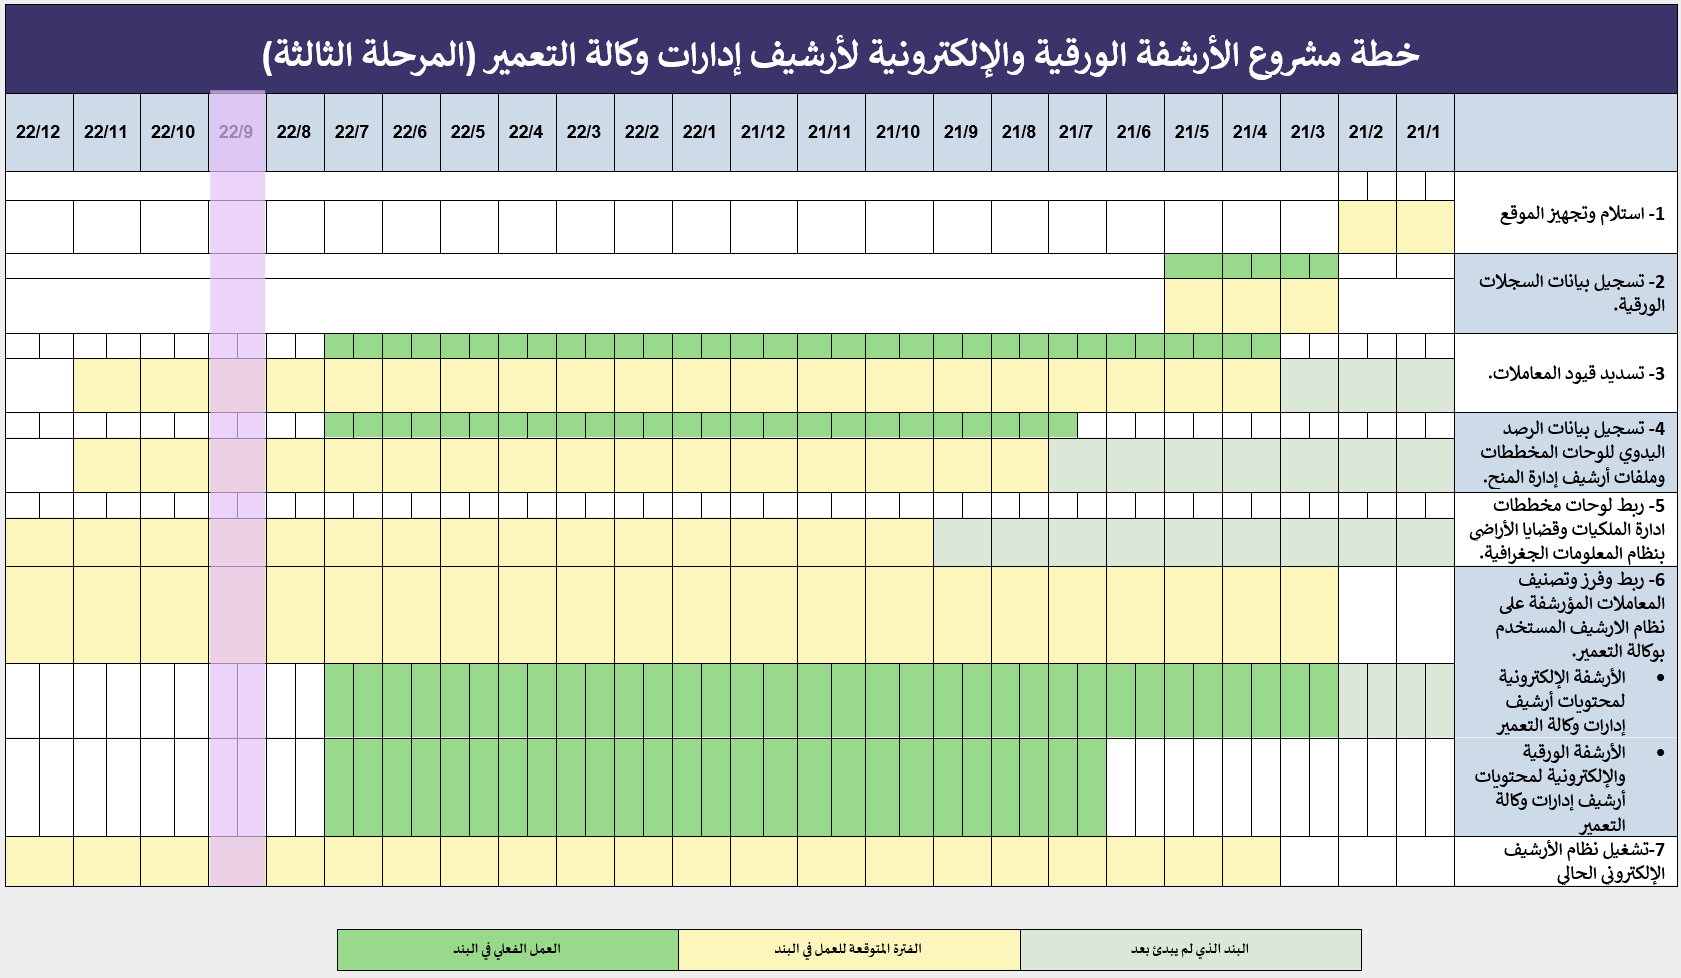 خطة مشروع الأرشفة الورقية والإلكترونية لأرشيف إدارات وكالة التعمير (المرحلة الثالثة)
21/1 21/2 21/3 21/4 21/5 21/6 21/7 21/8 21/9 21/10 21/11 21/12 22/1 22/2 22/3 22/4 22/5 22/6 22/7 22/8 22/9 22/10 22/11 22/12
1- استلام وتجهيز الموقع
2- تسجيل بيانات السجلات
الورقية.
3- تسديد قيود المعاملات.
4- تسجيل بيانات الرصد
اليدوي للوحات المخططات
وملفات أرشيف إدارة المنح.
5- ربط لوحات مخططات
ادارة الملكيات وقضايا الأراضي
بنظام المعلومات الجغرافية.
6- ربط وفرز وتصنيف
المعاملات المؤرشفة على
نظام الارشيف المستخدم
بوكالة التعمير.
• الأرشفة الإلكترونية
لمحتويات أرشيف
إدارات وكالة التعمير
• الأرشفة الورقية
والإلكترونية لمحتويات
أرشيف إدارات وكالة
التعمير
7-تشغيل نظام الأرشيف
الإلكتروني الحالي
البند الذي لم يبدئ بعد
الفترة المتوقعة للعمل في البند
العمل الفعلي في البند